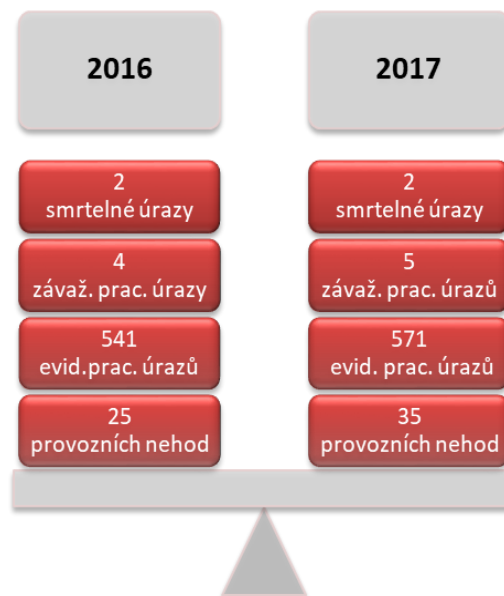 2016
2
smrtelné úrazy
4
závaž. prac. úrazy
541
evid.prac. úrazů
25
provozních nehod
2017
2
smrtelné úrazy
5
závaž. prac. úrazů
571
evid. prac. úrazů
35
provozních nehod